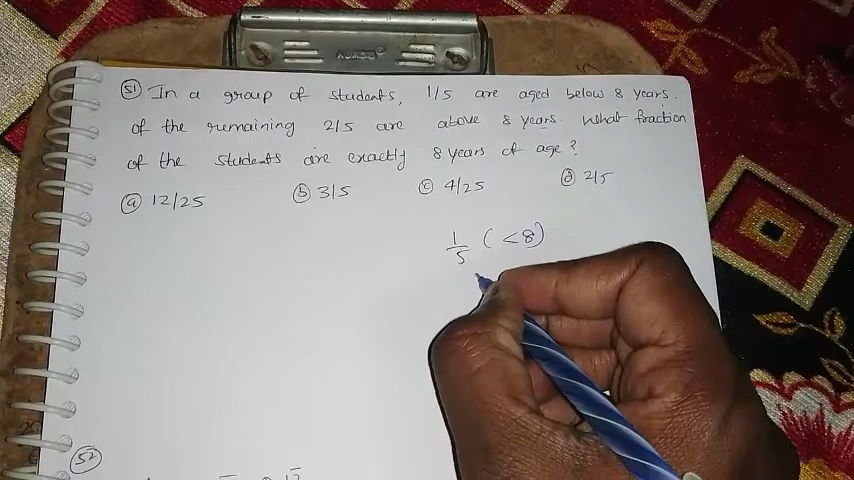 51 In a group of students, 1/5 are aged below 8 years.
of the remaining 2/5 are above 8 years. What fraction
of the students are exactly 8 years of age?
a 12/25 b 3/5 c 4/25 d 2/5
1/5 (<8)
52